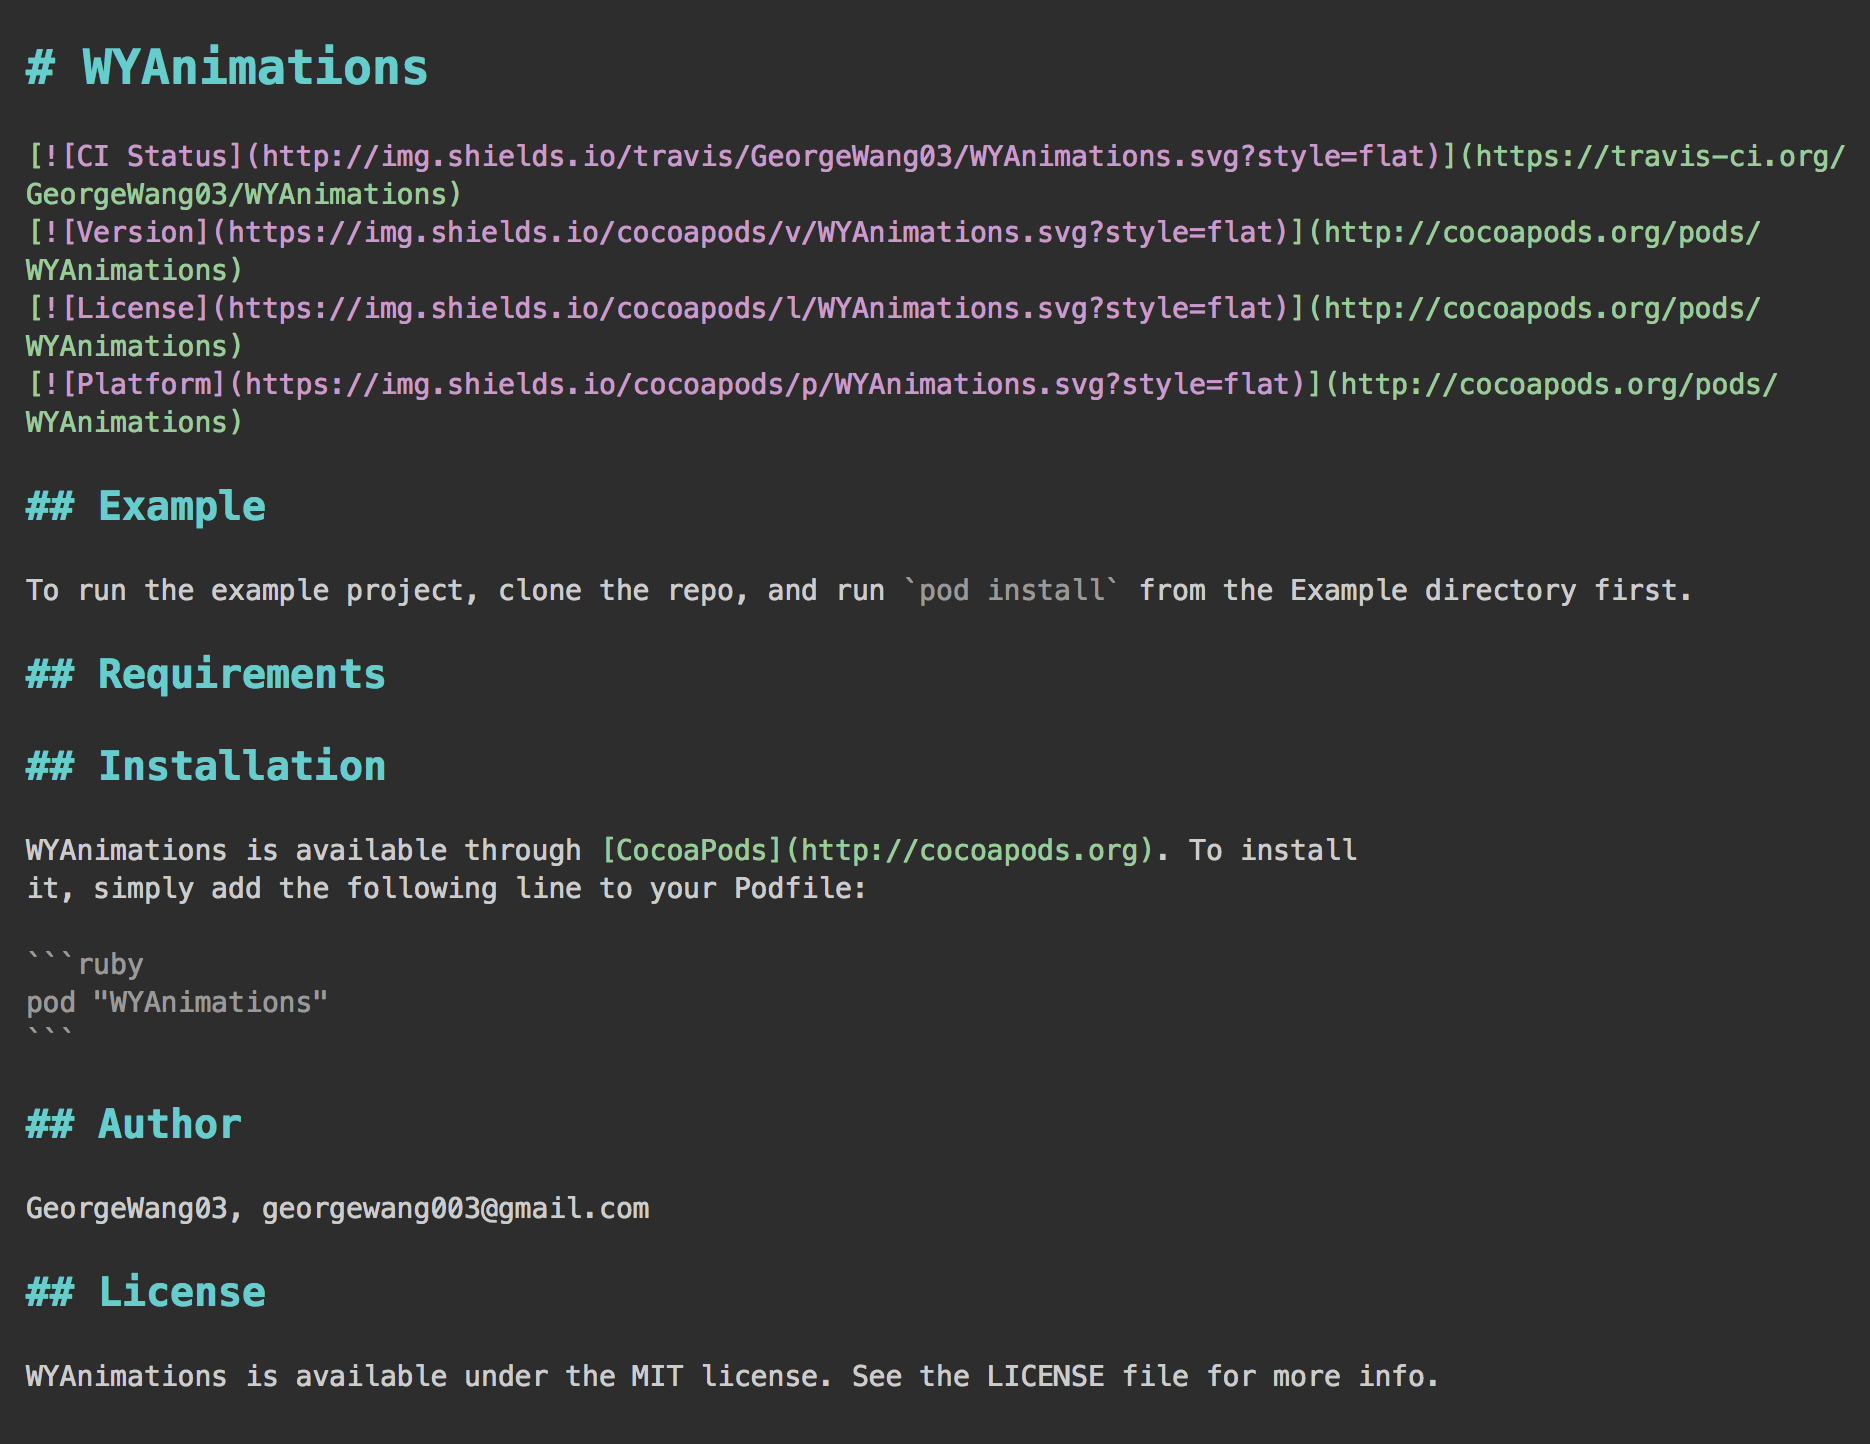 # WYAnimations
[![CI Status](http://img.shields.io/travis/GeorgeWang03/WYAnimations.svg?style=flat)](https://travis-ci.org/
GeorgeWang03/WYAnimations)
[![Version](https://img.shields.io/cocoapods/v/WYAnimations.svg?style=flat)](http://cocoapods.org/pods/
WYAnimations)
[![License](https://img.shields.io/cocoapods/l/WYAnimations.svg?style=flat)](http://cocoapods.org/pods/
WYAnimations)
[![Platform](https://img.shields.io/cocoapods/p/WYAnimations.svg?style=flat)](http://cocoapods.org/pods/
WYAnimations)
## Example
To run the example project, clone the repo, and run `pod install` from the Example directory first.
## Requirements
## Installation
WYAnimations is available through [CocoaPods](http://cocoapods.org). To install
it, simply add the following line to your Podfile:
```ruby
pod "WYAnimations"
```
## Author
GeorgeWang03, georgewang003@gmail.com
## License
WYAnimations is available under the MIT license. See the LICENSE file for more info.